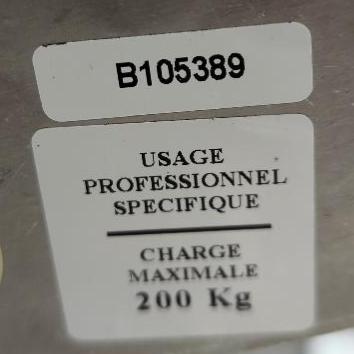 B105389
USAGE
PROFESSIONNEL
SPECIFIQUE
CHARGE
MAXIMALE
200 Kg